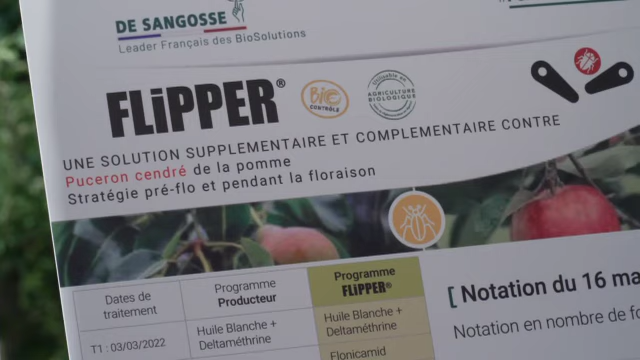 DE SANGOSSE
Leader Français des BioSolutions
FLiPPER®
BIO
CONTRÔLE
Utilisable en
AGRICULTURE
BIOLOGIQUE
UNE SOLUTION SUPPLEMENTAIRE ET COMPLEMENTAIRE CONTRE
Puceron cendré de la pomme
Stratégie pré-flo et pendant la floraison
Dates de
traitement
Programme
Producteur
Programme
FLiPPER®
T1 : 03/03/2022
Huile Blanche +
Deltaméthrine
Huile Blanche +
Deltaméthrine
Flonicamid
[Notation du 16 ma
Notation en nombre de fo